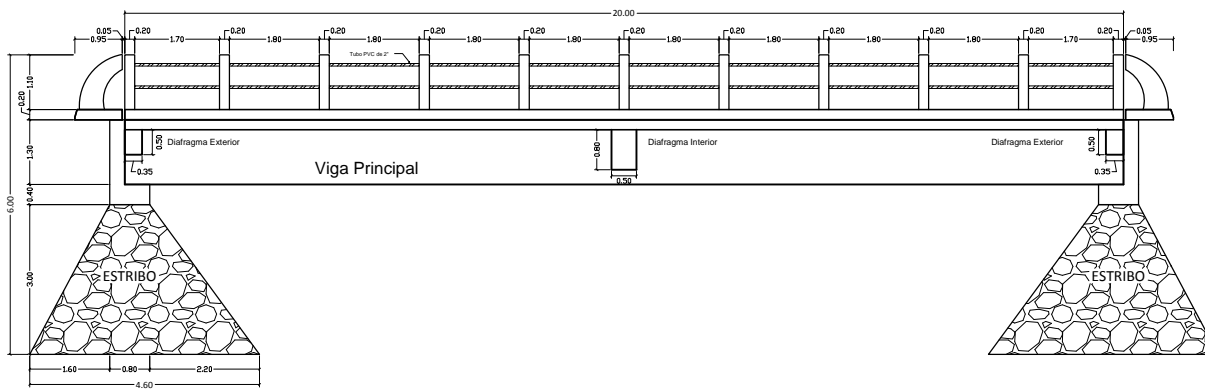 20.00
0.05 0.20 0.20 0.20 0.20 0.20 0.20 0.20 0.20 0.20 0.20 0.20 0.05
0.95 1.70 1.80 1.80 1.80 1.80 1.80 1.80 1.80 1.80 1.70 0.95
Tubo PVC de 2"
1.10
0.20
0.50
Diafragma Exterior
0.80
Diafragma Interior
Diafragma Exterior
0.50
1.30
0.35
Viga Principal
0.50
0.35
0.40
6.00
3.00
ESTRIBO
ESTRIBO
1.60 0.80 2.20
4.60